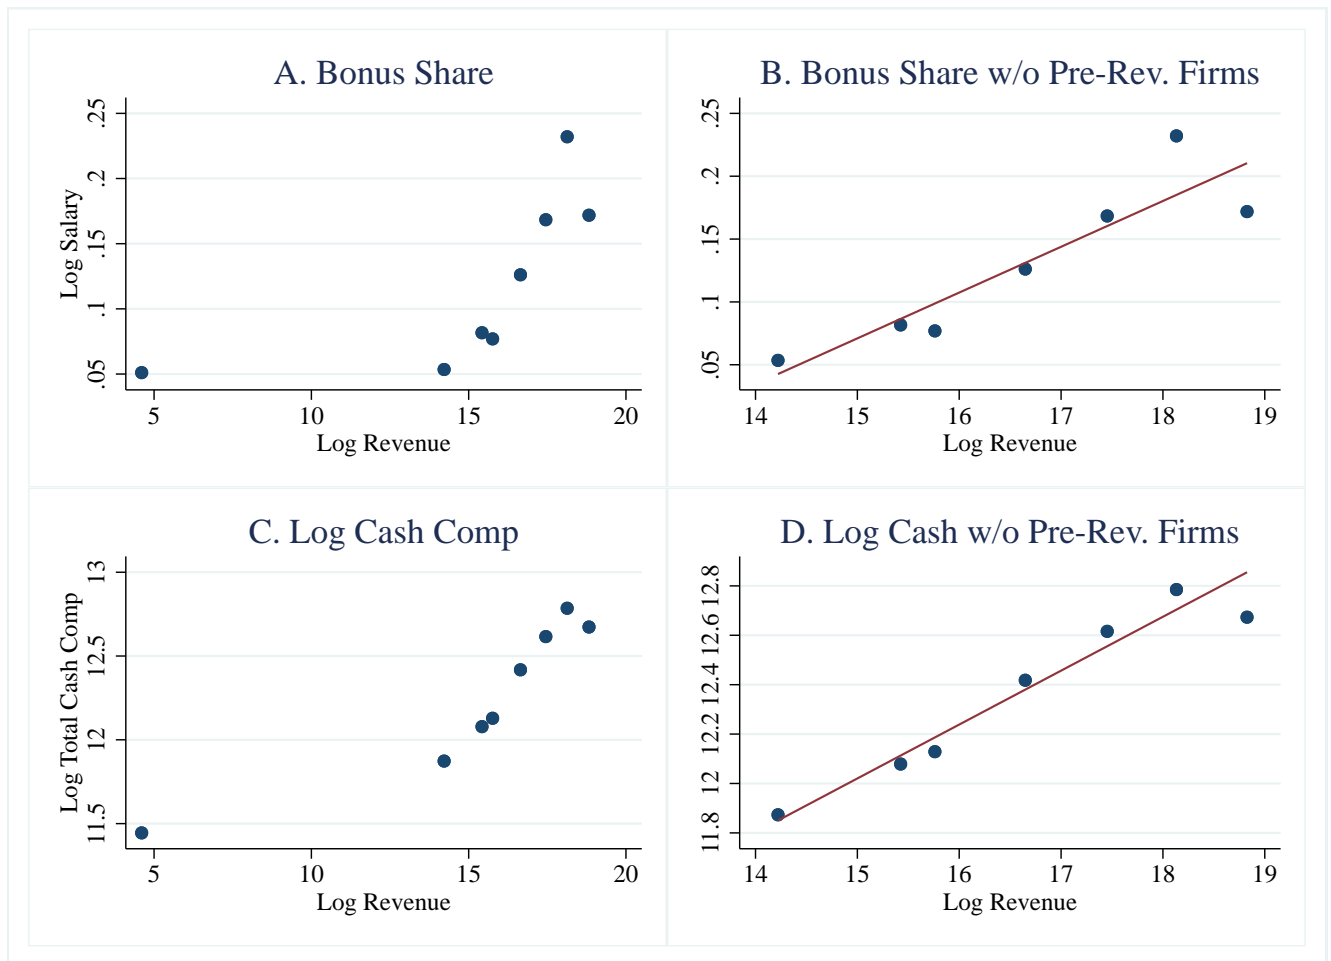 A. Bonus Share
.25
.2
.15
.1
.05
Log Salary
5 10 15 20
Log Revenue
B. Bonus Share w/o Pre-Rev. Firms
.25
.2
.15
.1
.05
14 15 16 17 18 19
Log Revenue
C. Log Cash Comp
13
12.5
12
11.5
Log Total Cash Comp
5 10 15 20
Log Revenue
D. Log Cash w/o Pre-Rev. Firms
12.8
12.6
12.4
12.2
12
11.8
14 15 16 17 18 19
Log Revenue